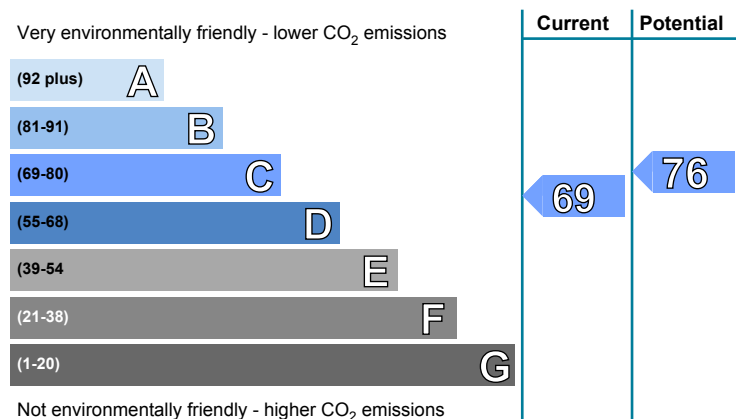 Current Potential
Very environmentally friendly - lower CO₂ emissions
(92 plus) A
(81-91) B
(69-80) C
76
69
(55-68) D
(39-54 E
(21-38) F
(1-20) G
Not environmentally friendly - higher CO₂ emissions